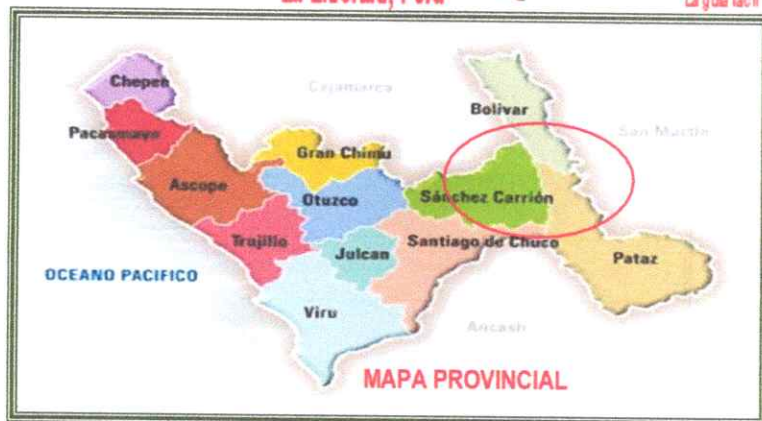 Chepen
Cajamarca
Bolivar
San Martin
Pacasmayo
Gran Chimu
Ascope
Otuzco
Sánchez Carrión
Trujillo
Julcan
Santiago de Chuco
Pataz
OCEANO PACIFICO
Viru
Ancash
MAPA PROVINCIAL